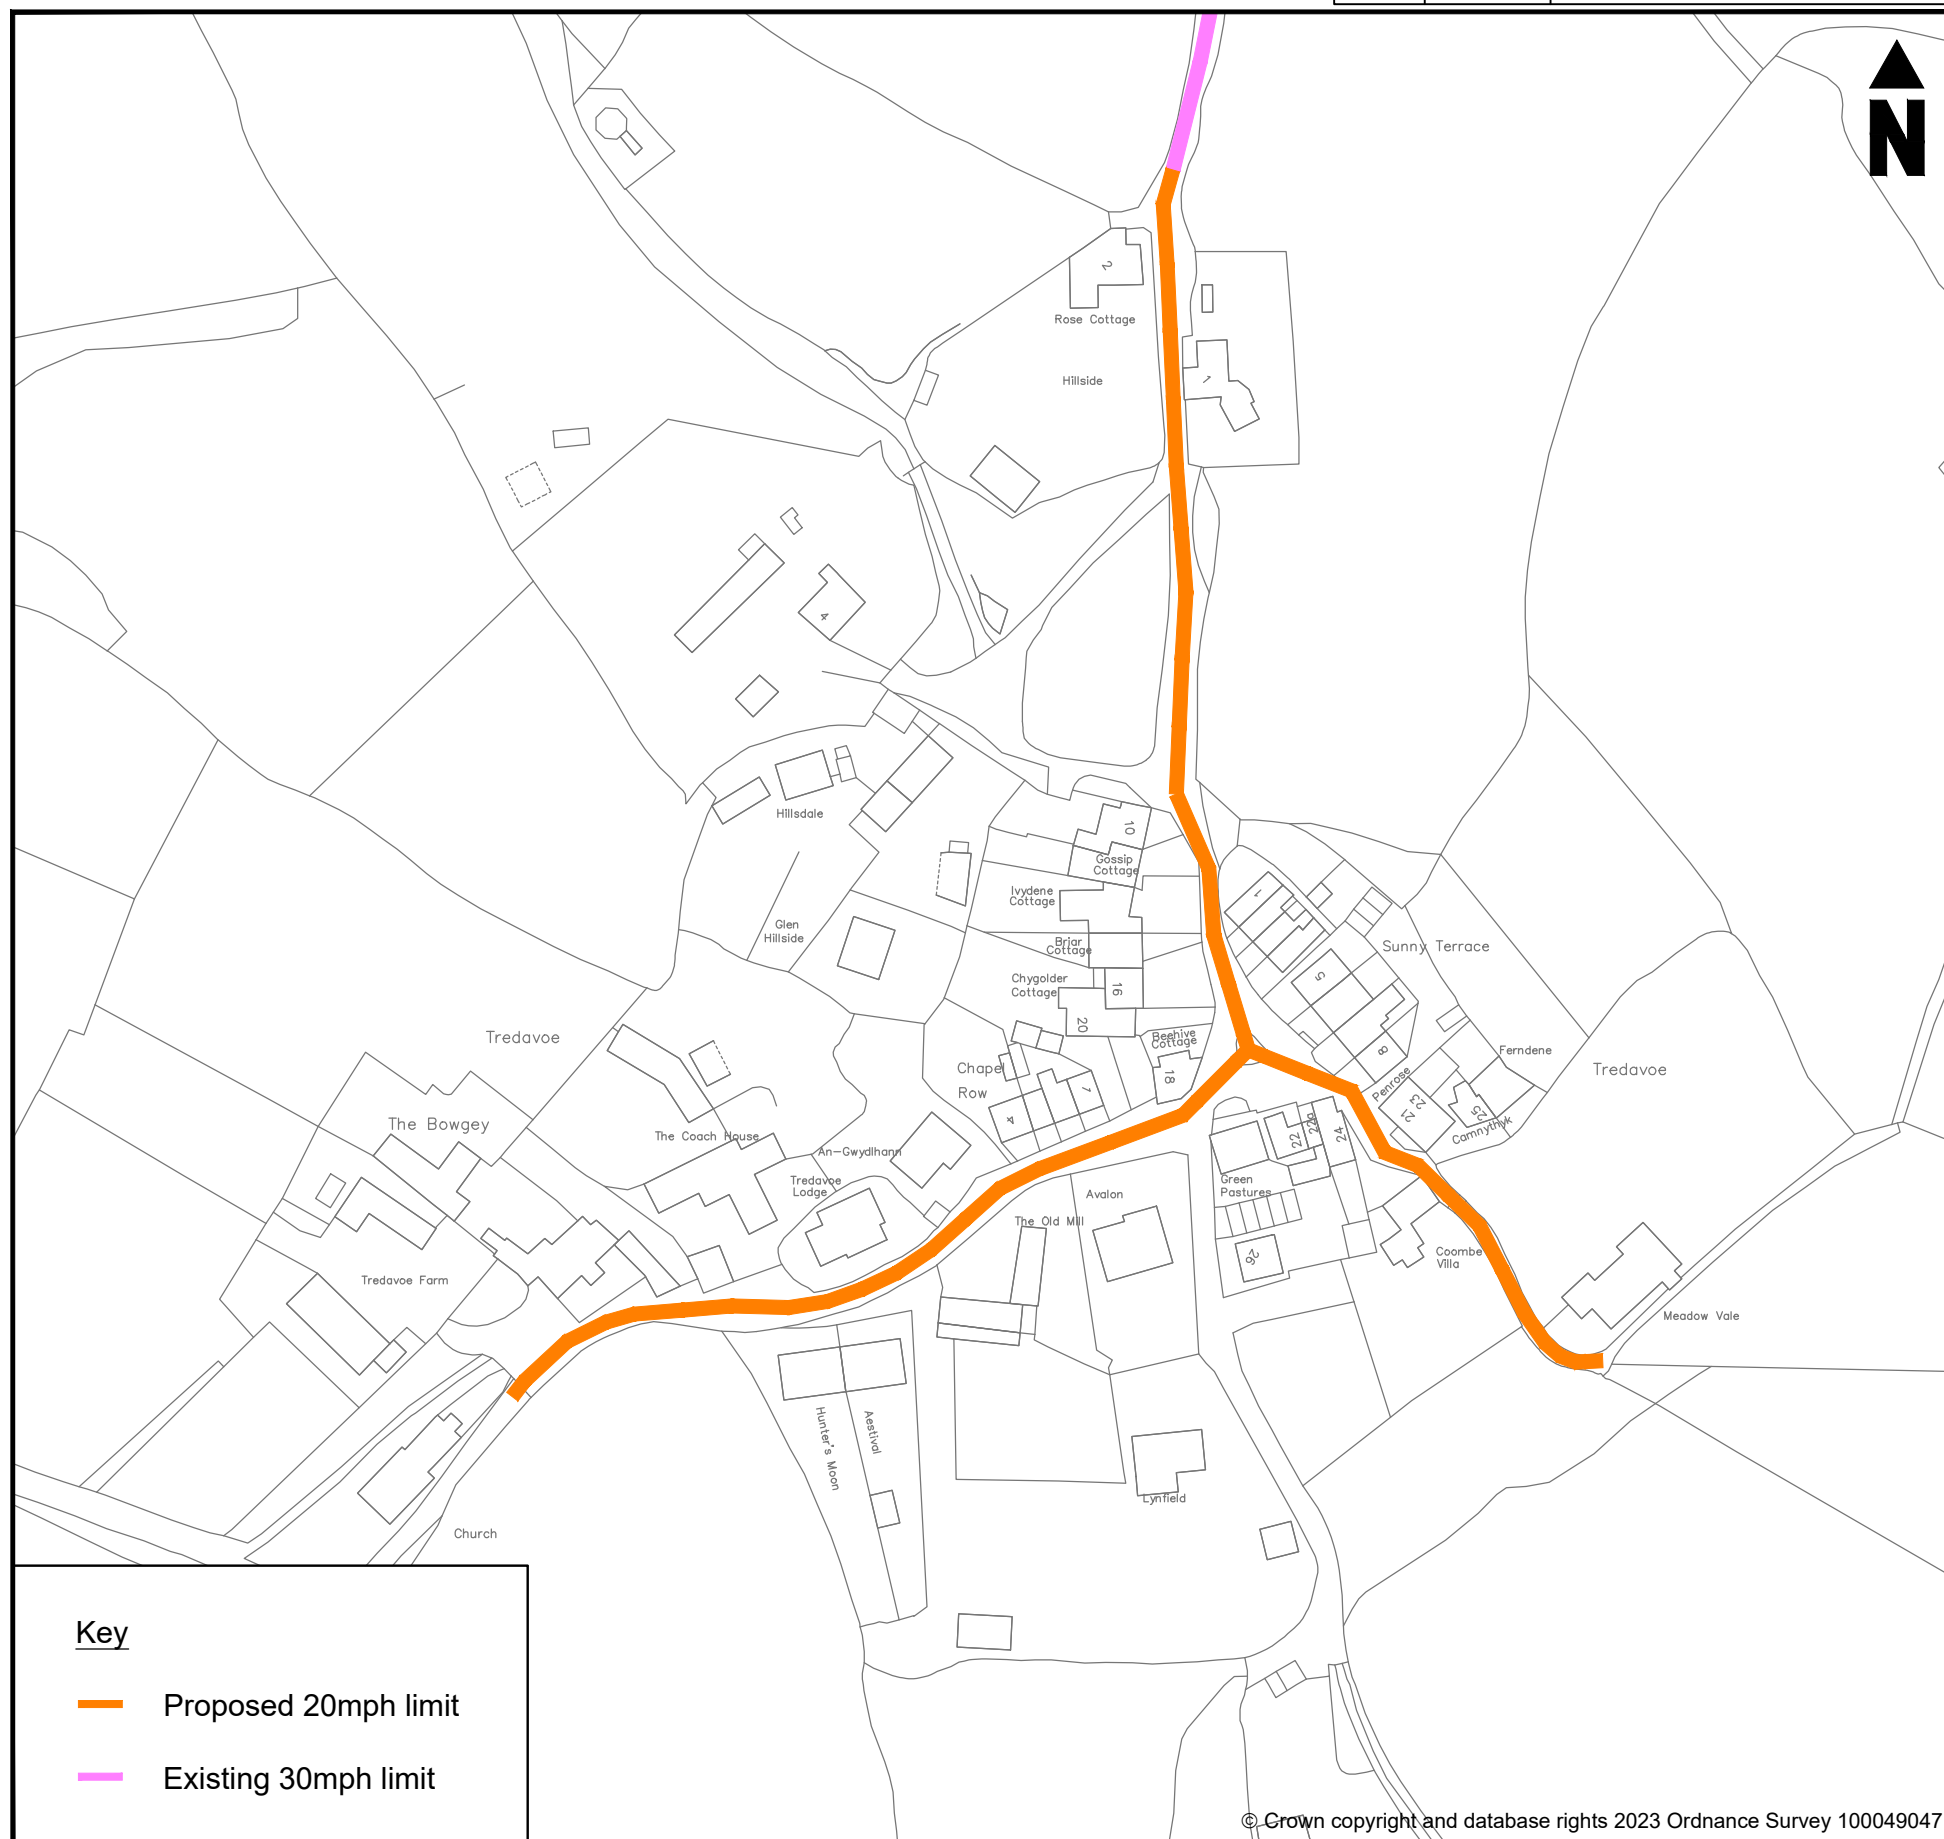 N
2
Rose Cottage
Hillside
1
4
Hillsdale
10
Gossip
Cottage
Ivydene
Cottage
Glen
Hillside
Briar
Cottage
1
Sunny Terrace
5
Chygolder
Cottage
16
20
Beehive
Cottage
18
Tredavoe
8
Ferndene
Tredavoe
Chapel
Row
1
4
Penrose
21
23
25
Camnythyk
The Bowgey
The Coach House
An-Gwydlhann
22
22a
24
Tredavoe
Lodge
Avalon
Green
Pastures
The Old Mill
26
Coombe
Villa
Tredavoe Farm
Meadow Vale
Hunter's Moon
Aestival
Lynfield
Church
Key
Proposed 20mph limit
Existing 30mph limit
© Crown copyright and database rights 2023 Ordnance Survey 100049047